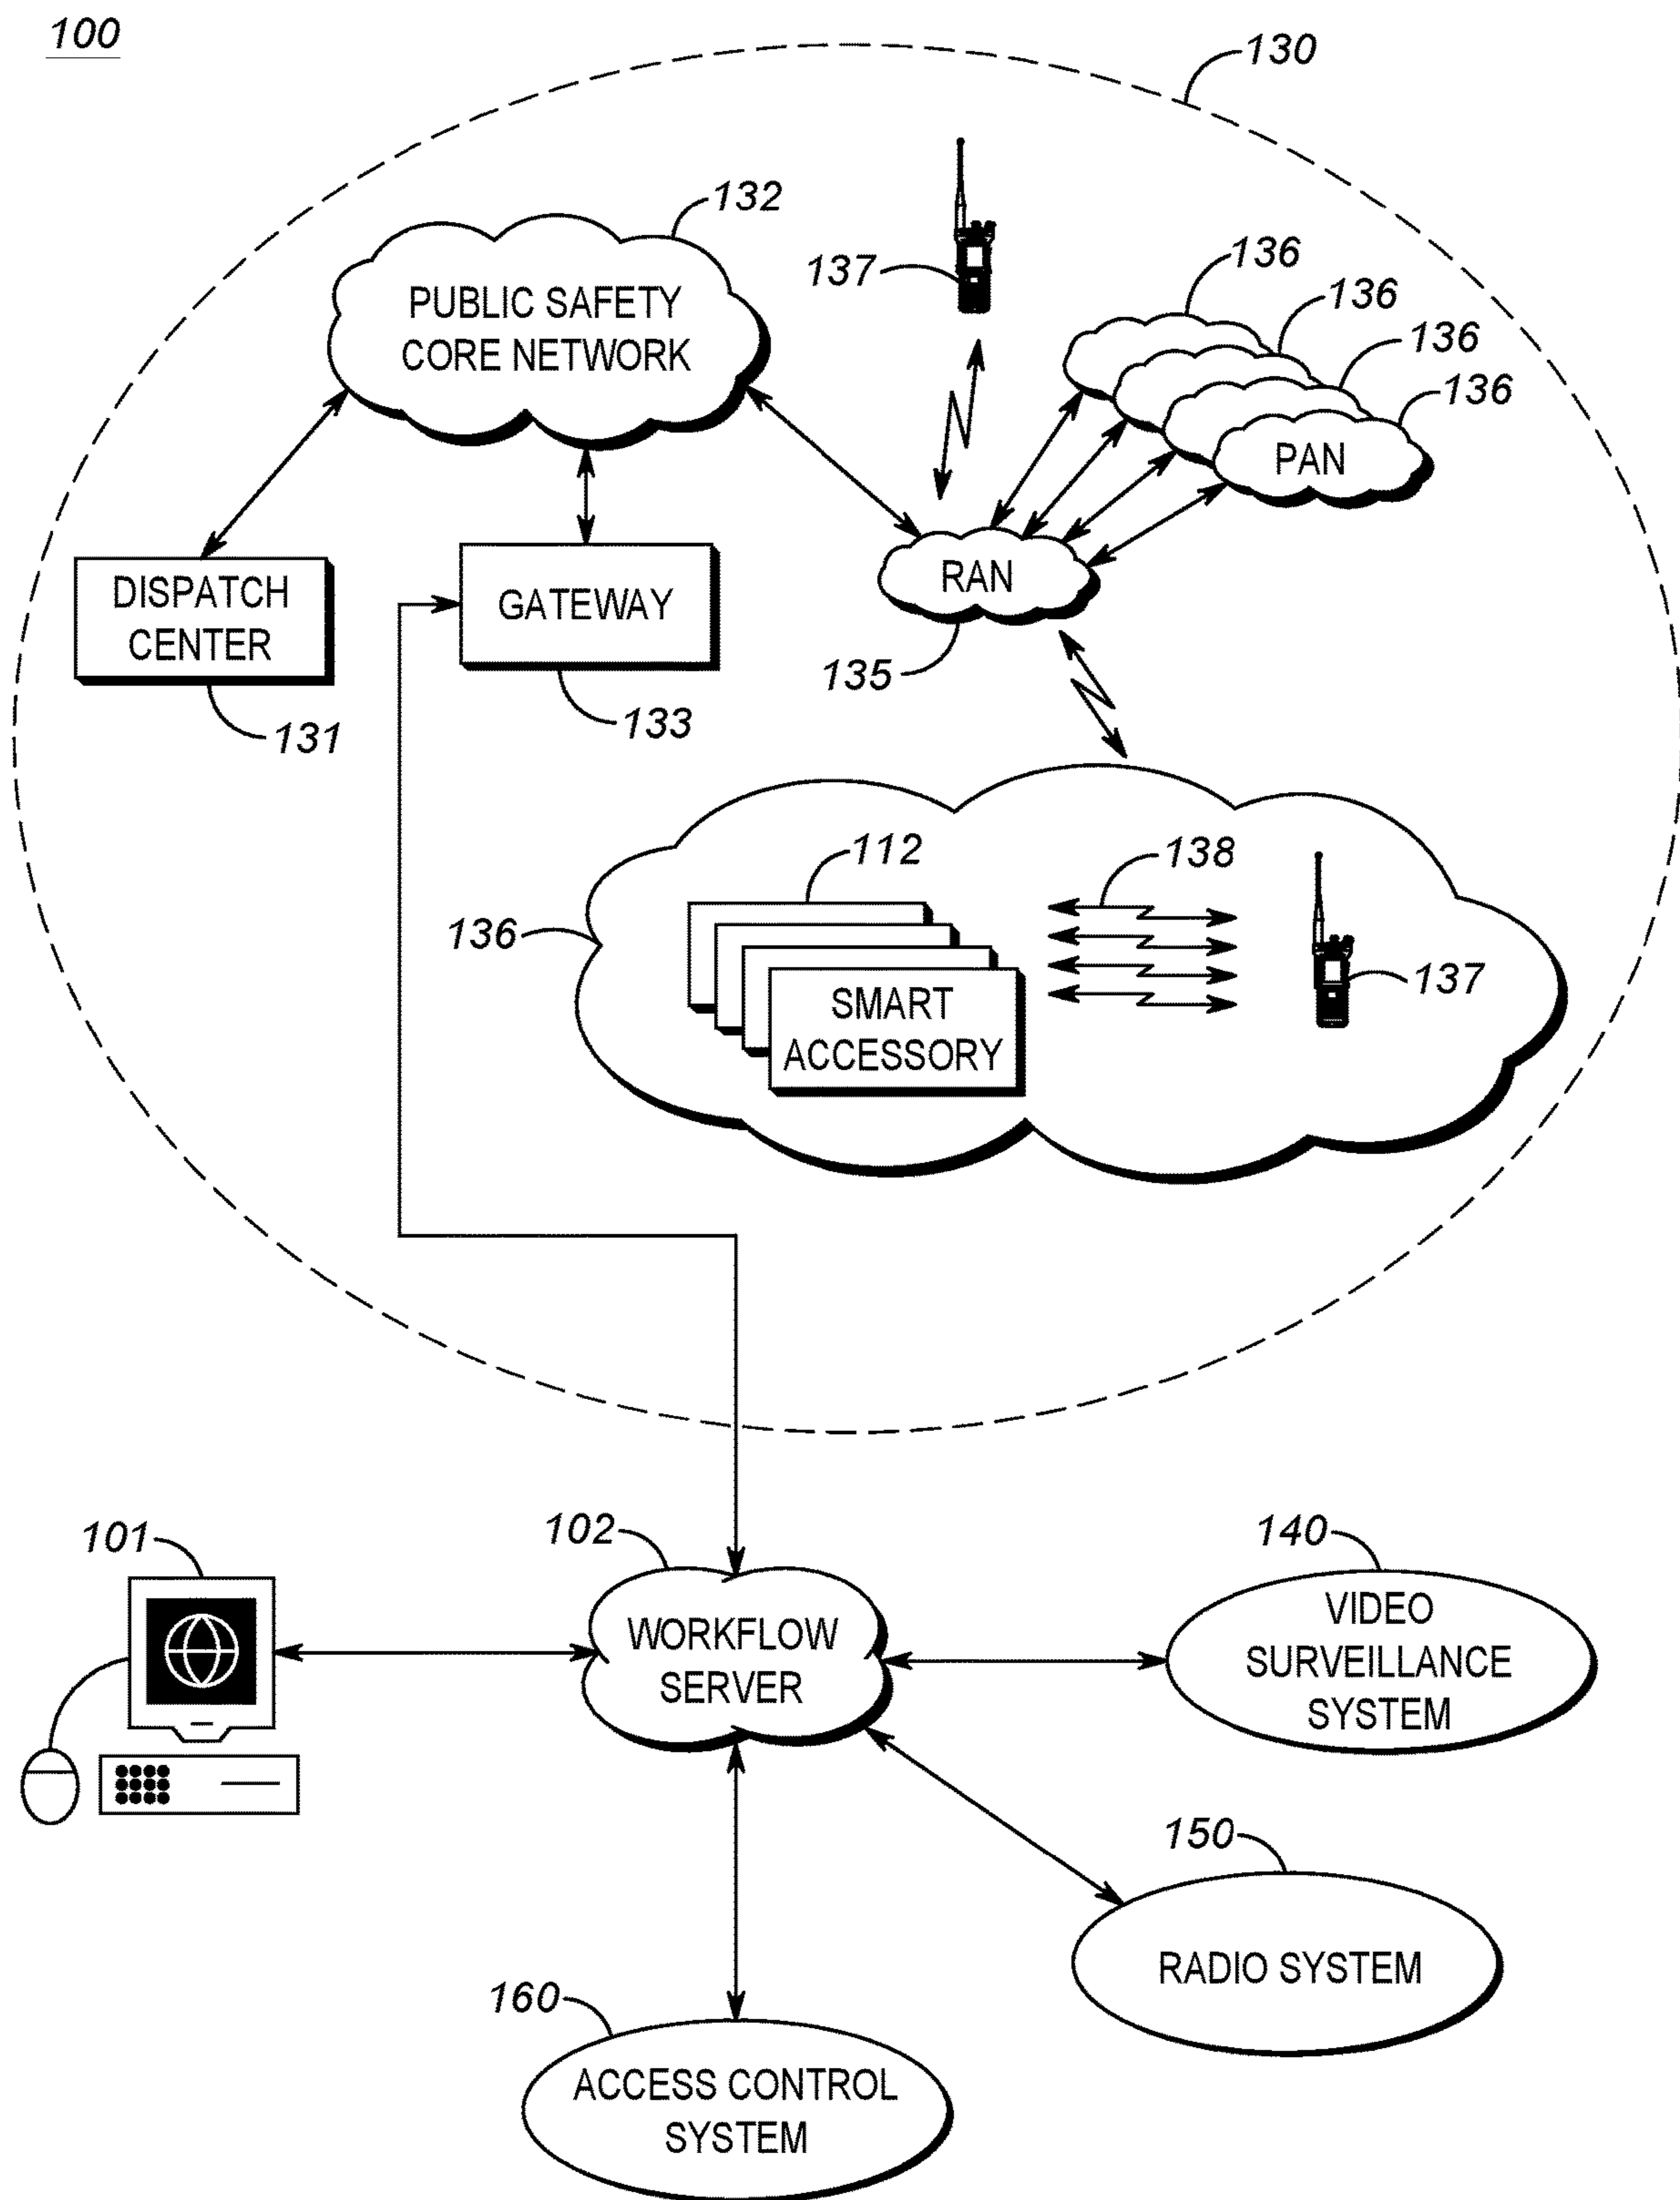 100
130
132
PUBLIC SAFETY
CORE NETWORK
137
136
136
136
136
PAN
RAN
135
DISPATCH
CENTER
131
GATEWAY
133
112
138
136
SMART
ACCESSORY
137
101
102
WORKFLOW
SERVER
140
VIDEO
SURVEILLANCE
SYSTEM
150
RADIO SYSTEM
160
ACCESS CONTROL
SYSTEM